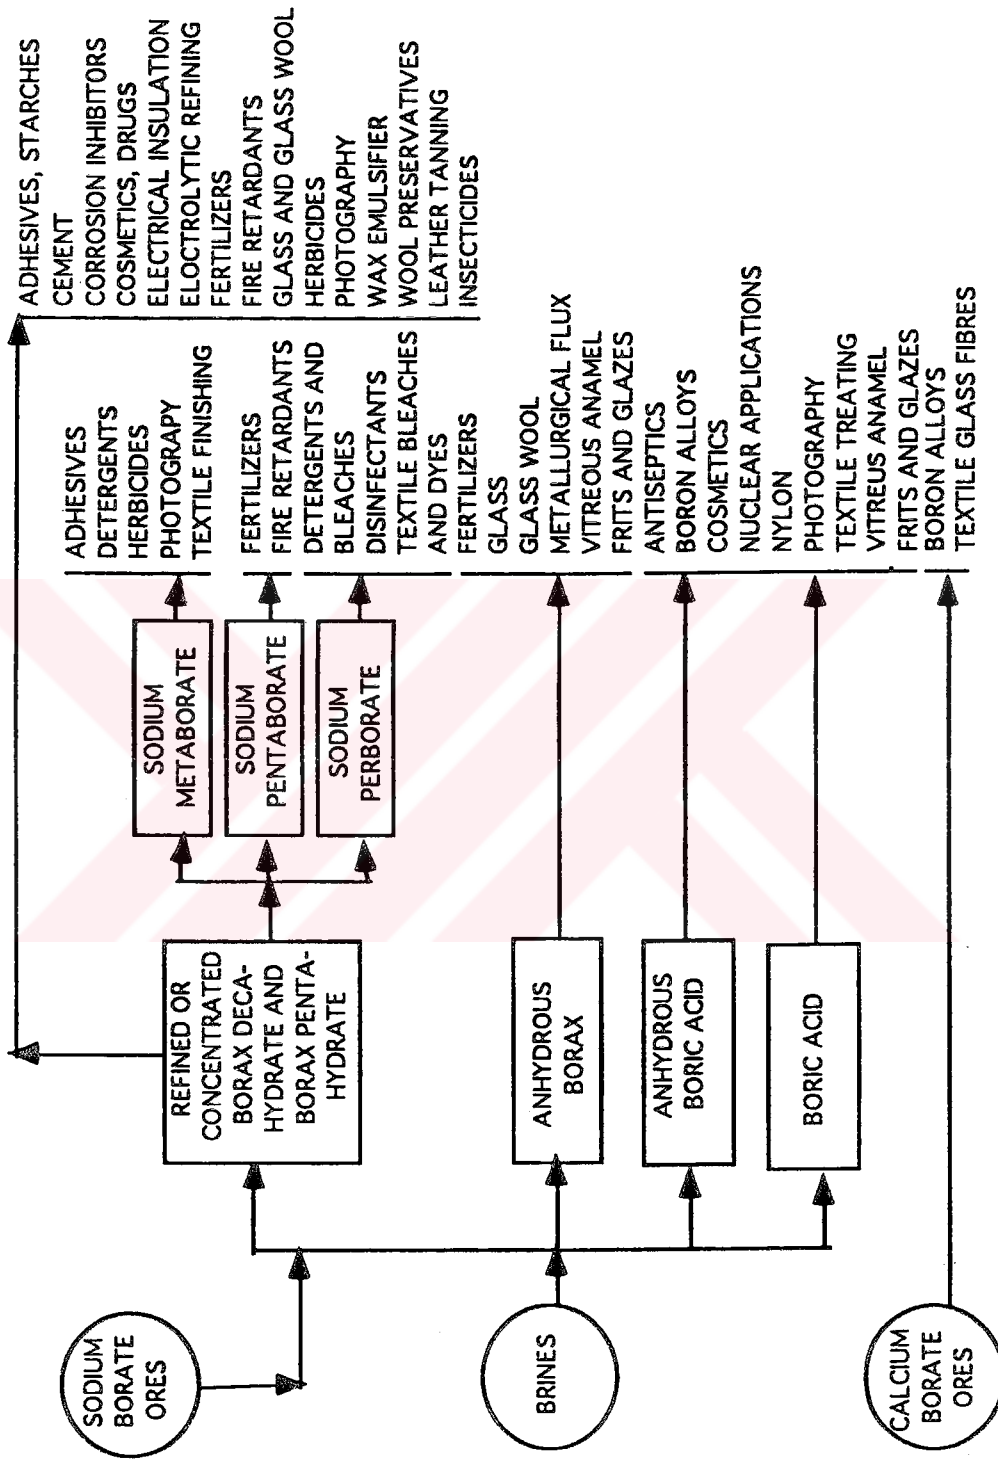 SODIUM
BORATE
ORES
BRINES
CALCIUM
BORATE
ORES
REFINED OR
CONCENTRATED
BORAX DECA-
HYDRATE AND
BORAX PENTA-
HYDRATE
ANHYDROUS
BORAX
ANHYDROUS
BORIC ACID
BORIC ACID
SODIUM
METABORATE
SODIUM
PENTABORATE
SODIUM
PERBORATE
ADHESIVES
DETERGENTS
HERBICIDES
PHOTOGRAPY
TEXTILE FINISHING
FERTILIZERS
FIRE RETARDANTS
DETERGENTS AND
BLEACHES
DISINFECTANTS
TEXTILE BLEACHES
AND DYES
FERTILIZERS
GLASS
GLASS WOOL
METALLURGICAL FLUX
VITREOUS ANAMEL
FRITS AND GLAZES
ANTISEPTICS
BORON ALLOYS
COSMETICS
NUCLEAR APPLICATIONS
NYLON
PHOTOGRAPHY
TEXTILE TREATING
VITREUS ANAMEL
FRITS AND GLAZES
BORON ALLOYS
TEXTILE GLASS FIBRES
ADHESIVES, STARCHES
CEMENT
CORROSION INHIBITORS
COSMETICS, DRUGS
ELECTRICAL INSULATION
ELOCTROLYTIC REFINING
FERTILIZERS
FIRE RETARDANTS
GLASS AND GLASS WOOL
HERBICIDES
PHOTOGRAPHY
WAX EMULSIFIER
WOOL PRESERVATIVES
LEATHER TANNING
INSECTICIDES